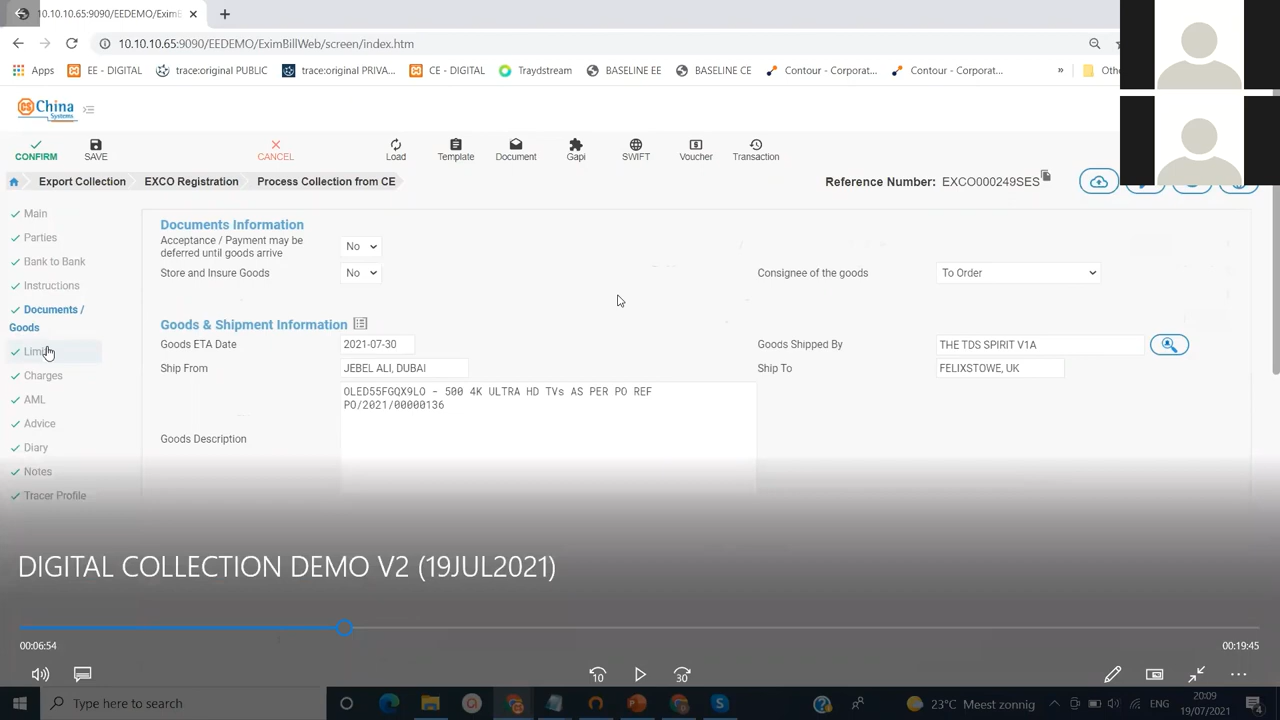 10.10.10.65:9090/EEDEMO/Exim
10.10.10.65:9090/EEDEMO/EximBillWeb/screen/index.htm
Apps EE - DIGITAL trace:original PUBLIC trace:original PRIVA... CE - DIGITAL Traydstream BASELINE EE BASELINE CE Contour - Corporat... Contour - Corporat... » Oth
CS China
Systems
CONFIRM SAVE CANCEL Load Template Document Gapi SWIFT Voucher Transaction
Export Collection EXCO Registration Process Collection from CE Reference Number: EXCO000249SES
Main
Parties
Bank to Bank
Instructions
Documents /
Goods
Limi
Charges
AML
Advice
Diary
Notes
Tracer Profile
Documents Information
Acceptance / Payment may be
deferred until goods arrive No
Store and Insure Goods No Consignee of the goods To Order
Goods & Shipment Information
Goods ETA Date 2021-07-30 Goods Shipped By THE TDS SPIRIT V1A
Ship From JEBEL ALI, DUBAI Ship To FELIXSTOWE, UK
OLED55FGQX9LO - 500 4K ULTRA HD TVs AS PER PO REF
PO/2021/00000136
Goods Description
DIGITAL COLLECTION DEMO V2 (19JUL2021)
00:06:54 00:19:45
10 30
Type here to search
23°C Meest zonnig ENG 20:09
19/07/2021 4